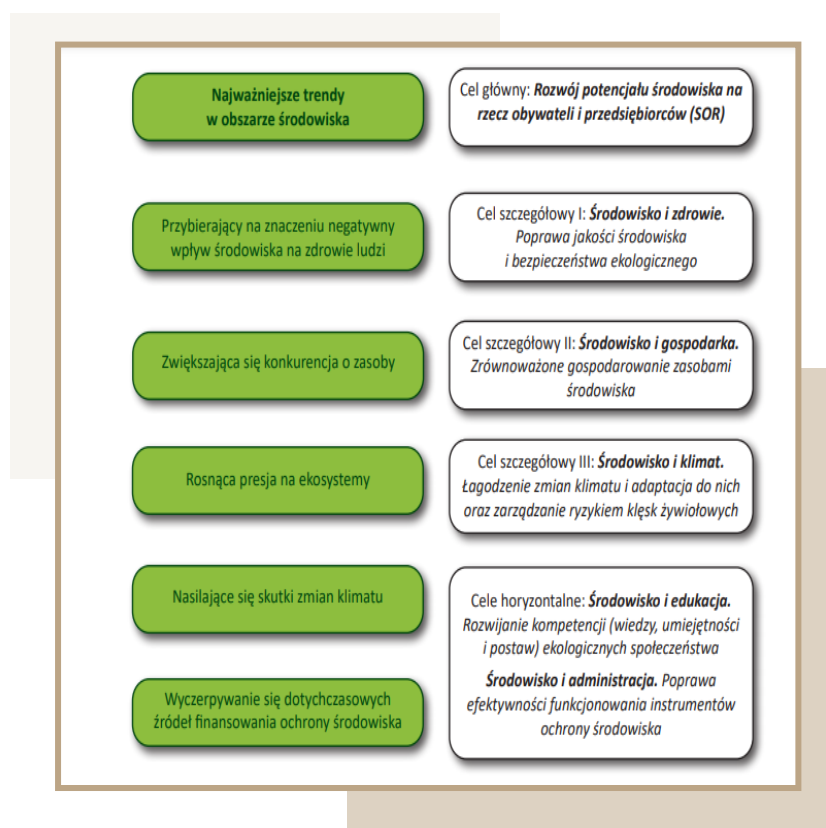 Najważniejsze trendy
w obszarze środowiska
Cel główny: Rozwój potencjału środowiska na
rzecz obywateli i przedsiębiorców (SOR)
Przybierający na znaczeniu negatywny
wpływ środowiska na zdrowie ludzi
Cel szczegółowy I: Środowisko i zdrowie.
Poprawa jakości środowiska
i bezpieczeństwa ekologicznego
Zwiększająca się konkurencja o zasoby
Cel szczegółowy II: Środowisko i gospodarka.
Zrównoważone gospodarowanie zasobami
środowiska
Rosnąca presja na ekosystemy
Cel szczegółowy III: Środowisko i klimat.
Łagodzenie zmian klimatu i adaptacja do nich
oraz zarządzanie ryzykiem klęsk żywiołowych
Nasilające się skutki zmian klimatu
Wyczerpywanie się dotychczasowych
źródeł finansowania ochrony środowiska
Cele horyzontalne: Środowisko i edukacja.
Rozwijanie kompetencji (wiedzy, umiejętności
i postaw) ekologicznych społeczeństwa
Środowisko i administracja. Poprawa
efektywności funkcjonowania instrumentów
ochrony środowiska